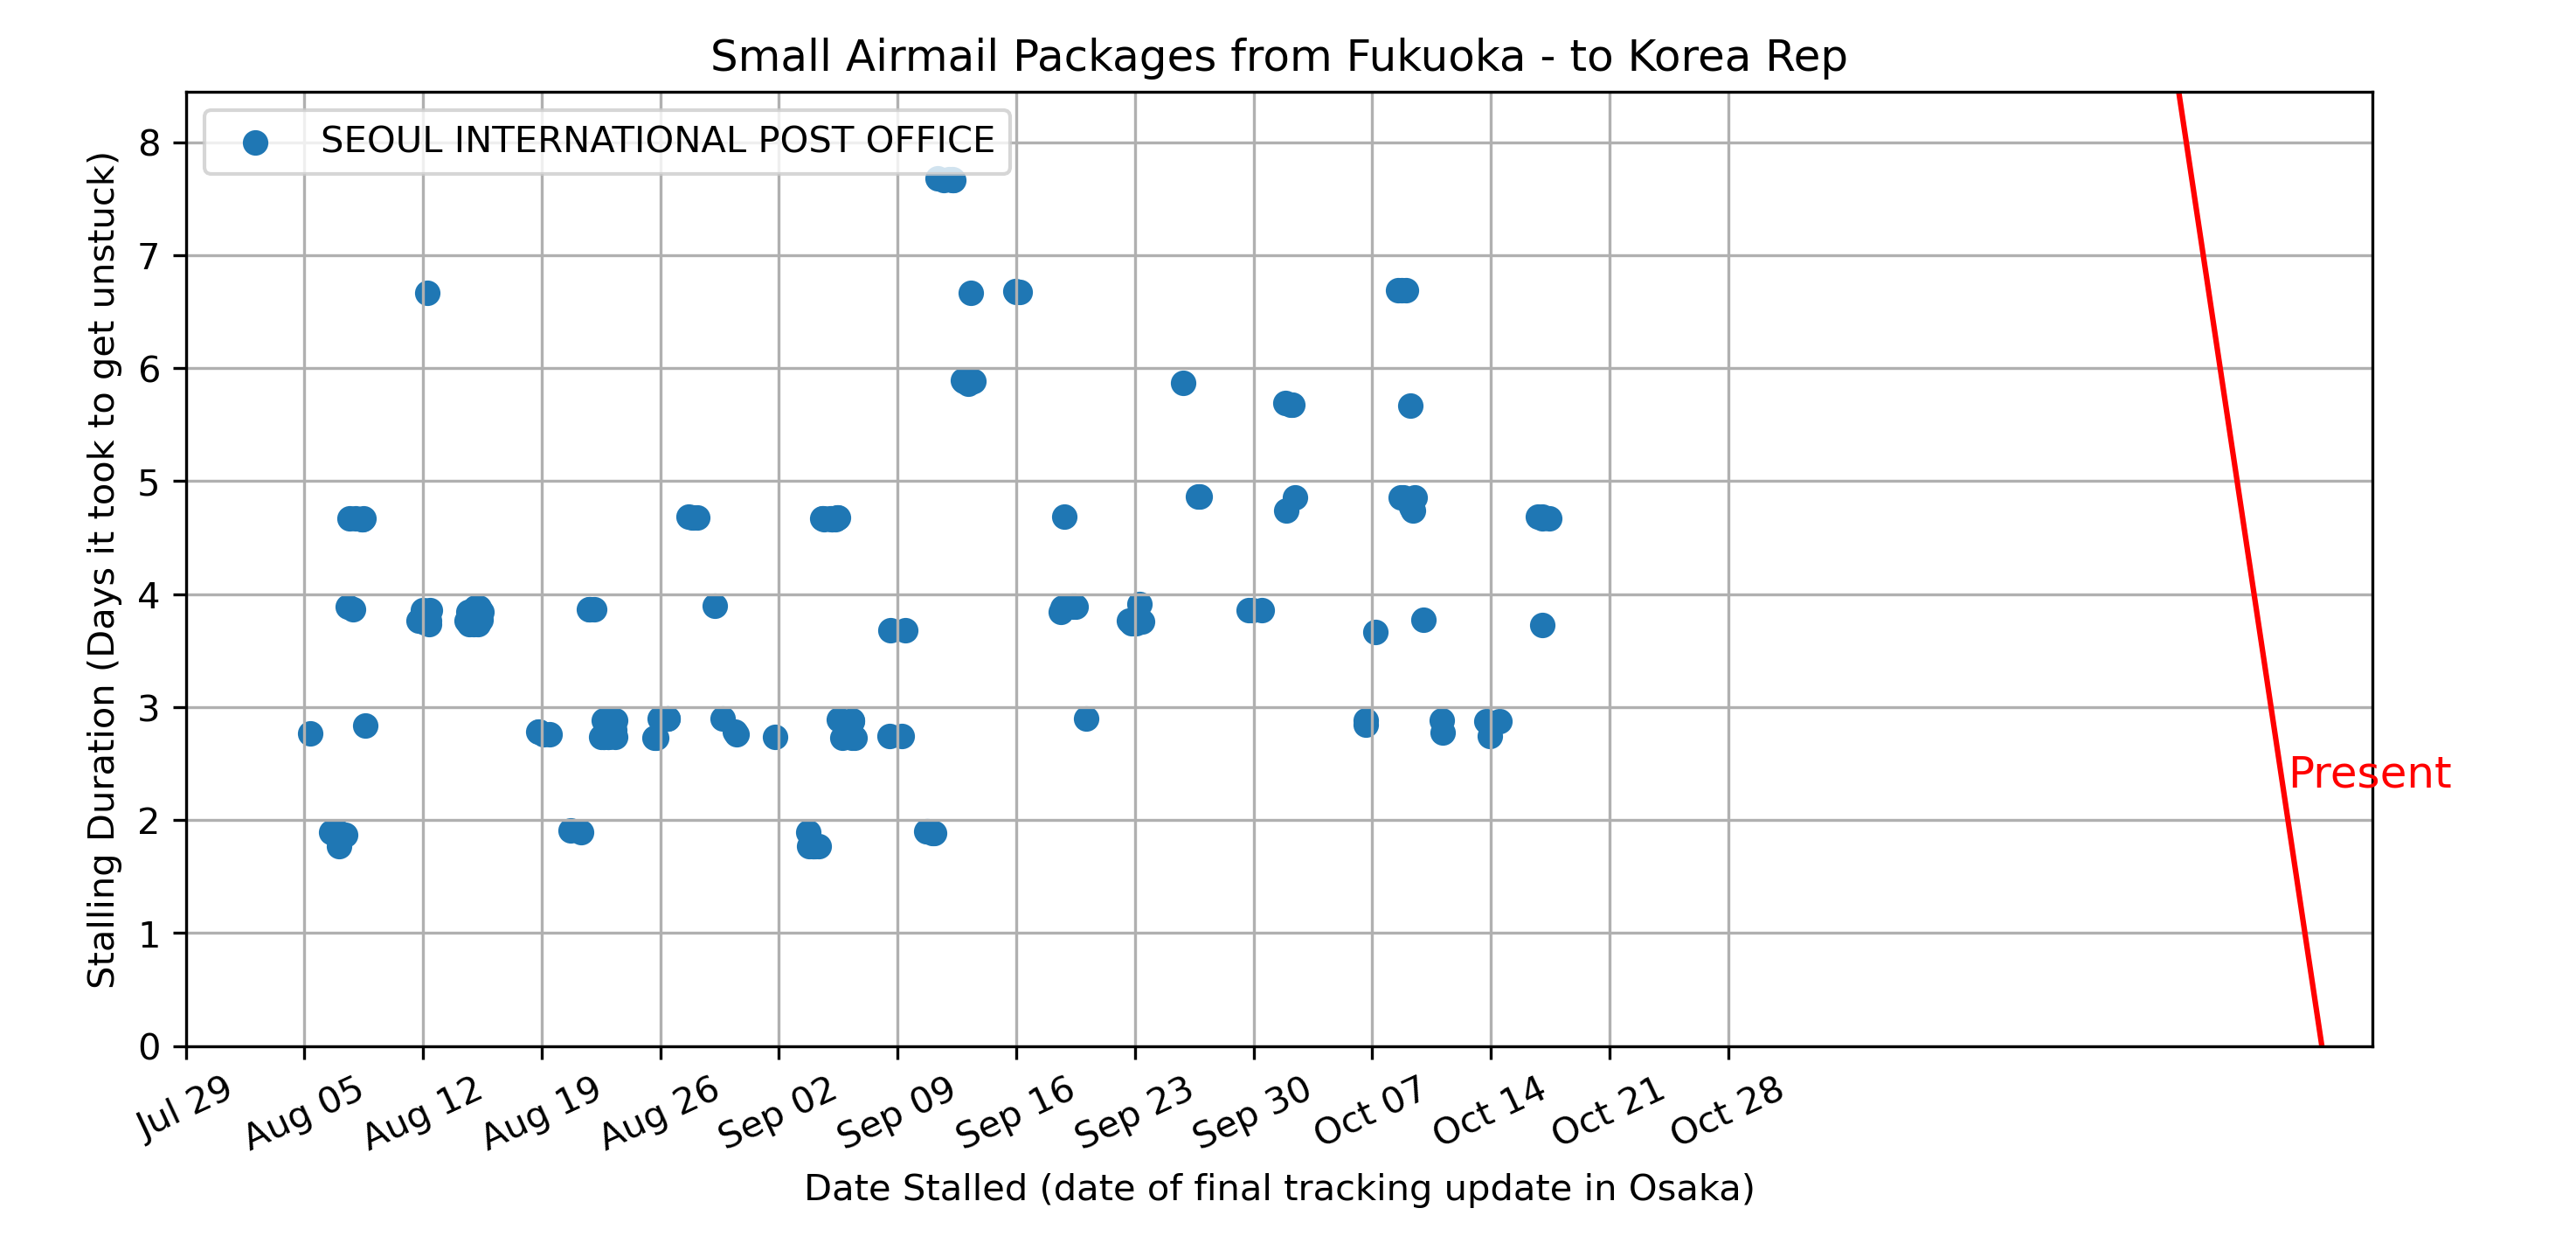 Small Airmail Packages from Fukuoka - to Korea Rep
SEOUL INTERNATIONAL POST OFFICE
Stalling Duration (Days it took to get unstuck)
8
7
6
5
4
3
2
1
0
Present
Jul 29
Aug 05
Aug 12
Aug 19
Aug 26
Sep 02
Sep 09
Sep 16
Sep 23
Sep 30
Oct 07
Oct 14
Oct 21
Oct 28
Date Stalled (date of final tracking update in Osaka)